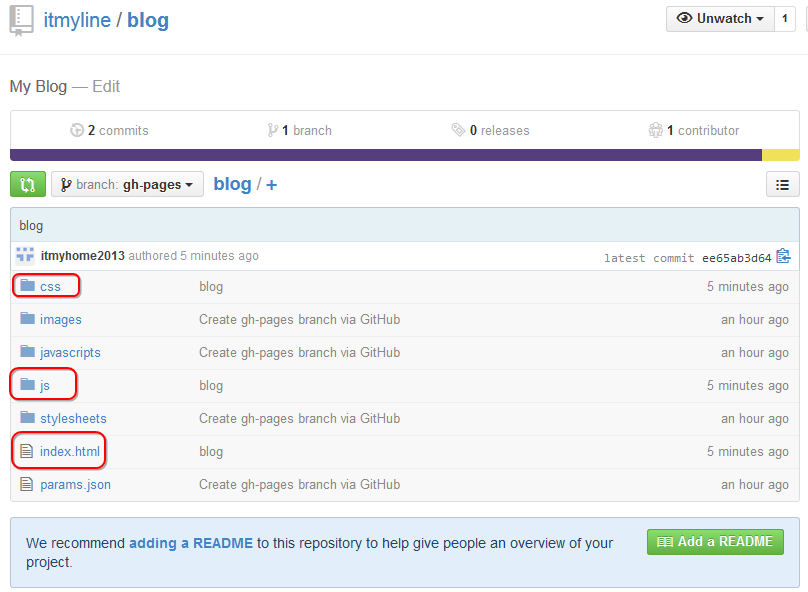 itmyline / blog
Unwatch 1
My Blog — Edit
2 commits 1 branch 0 releases 1 contributor
branch: gh-pages blog / +
blog
itmyhome2013 authored 5 minutes ago latest commit ee65ab3d64
css blog 5 minutes ago
images Create gh-pages branch via GitHub an hour ago
javascripts Create gh-pages branch via GitHub an hour ago
js blog 5 minutes ago
stylesheets Create gh-pages branch via GitHub an hour ago
index.html blog 5 minutes ago
params.json Create gh-pages branch via GitHub an hour ago
We recommend adding a README to this repository to help give people an overview of your
project.
Add a README